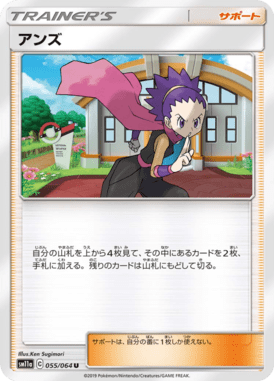 TRAINER'S
サポート
アンズ
自分の山札を上から4枚見て、その中にあるカードを2枚、
手札に加える。残りのカードは山札にもどして切る。
Illus.Ken Sugimori
サポートは、自分の番に1枚しか使えない。
sm11a C 055/064 U
©2019 Pokémon/Nintendo/Creatures/GAME FREAK.